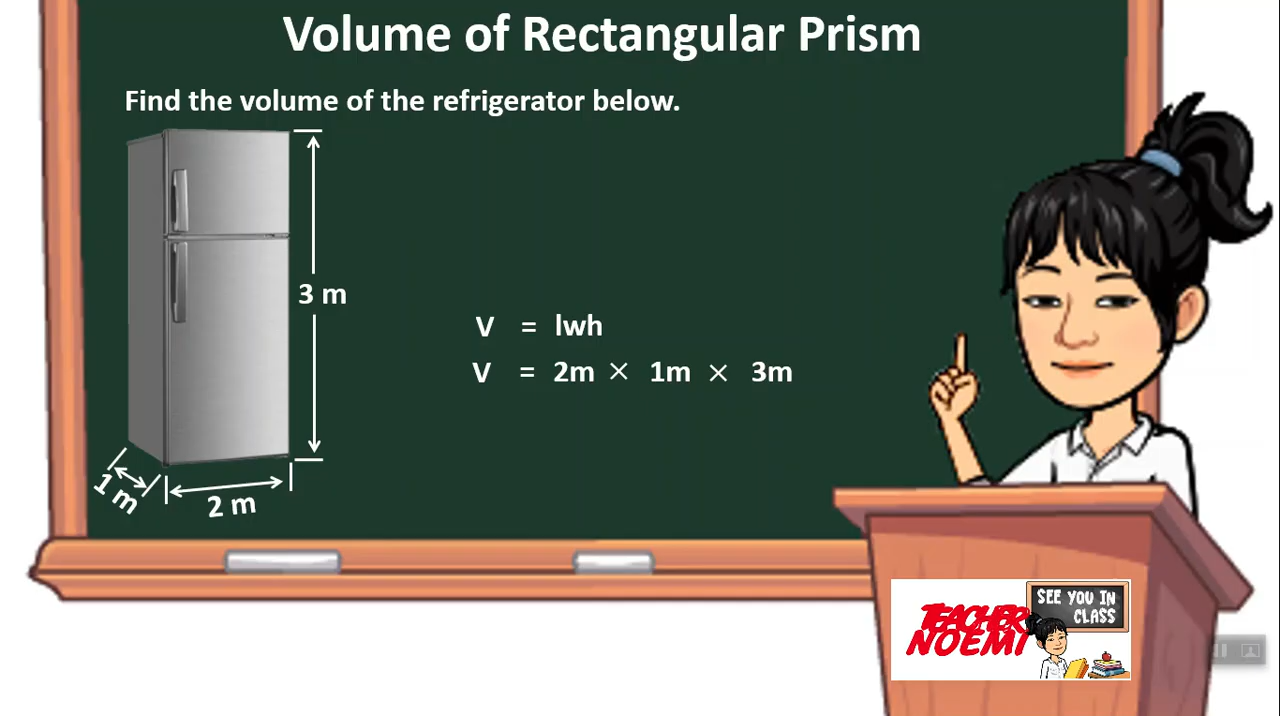 Volume of Rectangular Prism
Find the volume of the refrigerator below.
3 m
V = lwh
V = 2m × 1m × 3m
1 m
2 m
SEE YOU IN
CLASS
TEACHER
NOEMI